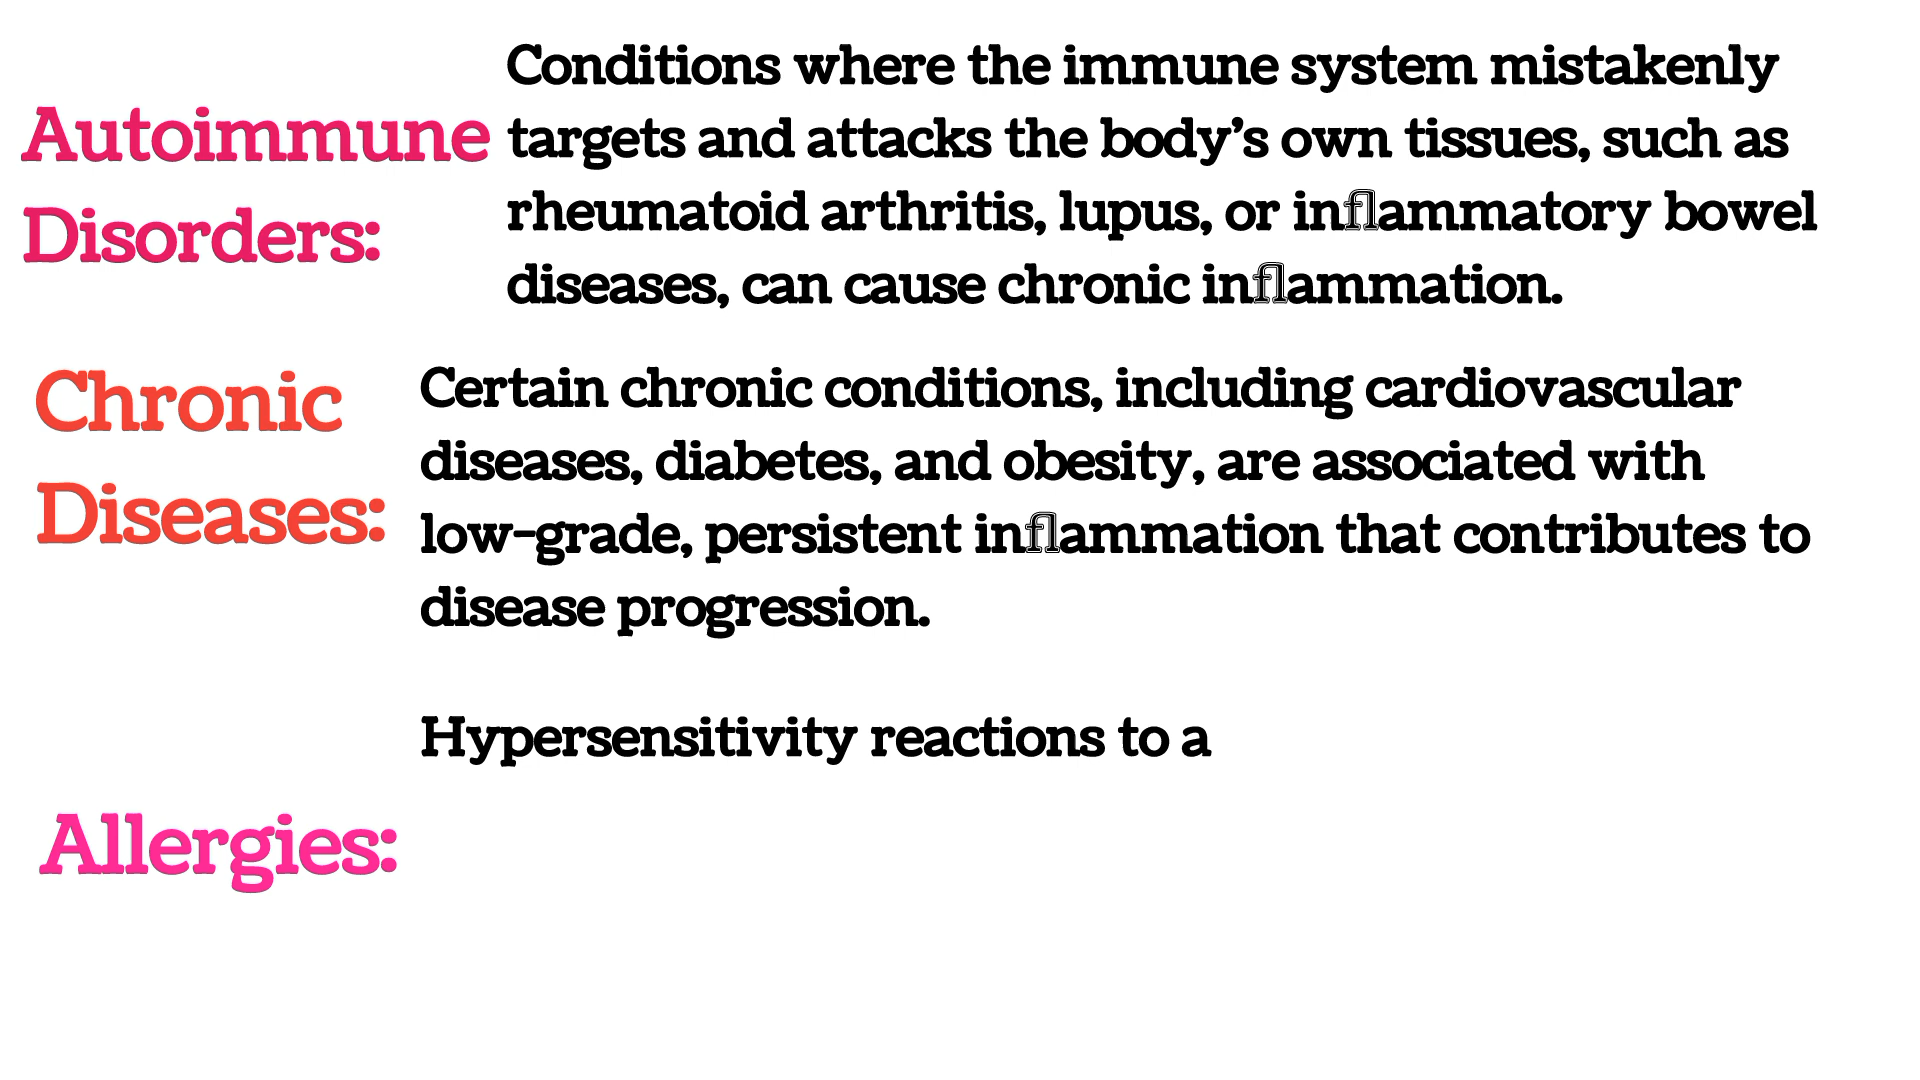 Autoimmune
Disorders:
Conditions where the immune system mistakenly
targets and attacks the body’s own tissues, such as
rheumatoid arthritis, lupus, or inflammatory bowel
diseases, can cause chronic inflammation.
Chronic
Diseases:
Certain chronic conditions, including cardiovascular
diseases, diabetes, and obesity, are associated with
low-grade, persistent inflammation that contributes to
disease progression.
Allergies:
Hypersensitivity reactions to a